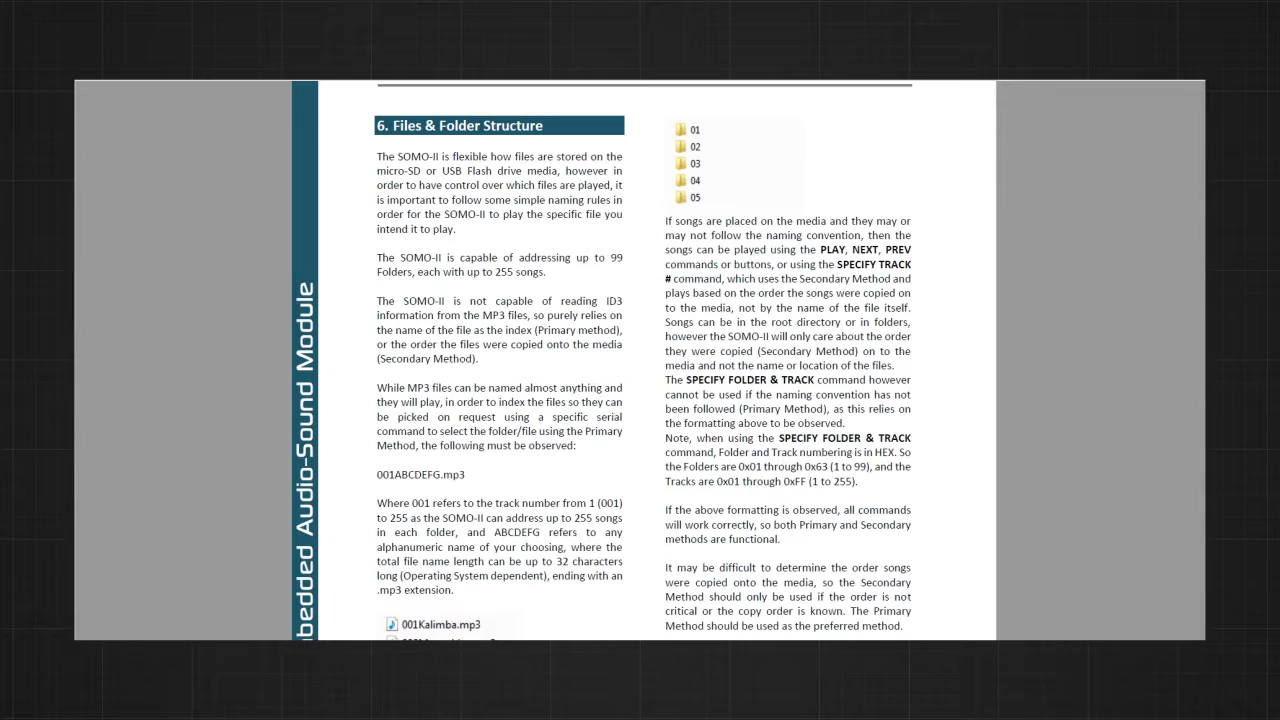 6. Files & Folder Structure
The SOMO-II is flexible how files are stored on the
micro-SD or USB Flash drive media, however in
order to have control over which files are played, it
is important to follow some simple naming rules in
order for the SOMO-II to play the specific file you
intend it to play.
The SOMO-II is capable of addressing up to 99
Folders, each with up to 255 songs.
The SOMO-II is not capable of reading ID3
information from the MP3 files, so purely relies on
the name of the file as the index (Primary method),
or the order the files were copied onto the media
(Secondary Method).
While MP3 files can be named almost anything and
they will play, in order to index the files so they can
be picked on request using a specific serial
command to select the folder/file using the Primary
Method, the following must be observed:
001ABCDEFG.mp3
Where 001 refers to the track number from 1 (001)
to 255 as the SOMO-II can address up to 255 songs
in each folder, and ABCDEFG refers to any
alphanumeric name of your choosing, where the
total file name length can be up to 32 characters
long (Operating System dependent), ending with an
.mp3 extension.
001Kalimba.mp3
01
02
03
04
05
If songs are placed on the media and they may or
may not follow the naming convention, then the
songs can be played using the PLAY, NEXT, PREV
commands or buttons, or using the SPECIFY TRACK
# command, which uses the Secondary Method and
plays based on the order the songs were copied on
to the media, not by the name of the file itself.
Songs can be in the root directory or in folders,
however the SOMO-II will only care about the order
they were copied (Secondary Method) on to the
media and not the name or location of the files.
The SPECIFY FOLDER & TRACK command however
cannot be used if the naming convention has not
been followed (Primary Method), as this relies on
the formatting above to be observed.
Note, when using the SPECIFY FOLDER & TRACK
command, Folder and Track numbering is in HEX. So
the Folders are 0x01 through 0x63 (1 to 99), and the
Tracks are 0x01 through 0xFF (1 to 255).
If the above formatting is observed, all commands
will work correctly, so both Primary and Secondary
methods are functional.
It may be difficult to determine the order songs
were copied onto the media, so the Secondary
Method should only be used if the order is not
critical or the copy order is known. The Primary
Method should be used as the preferred method.
bedded Audio-Sound Module